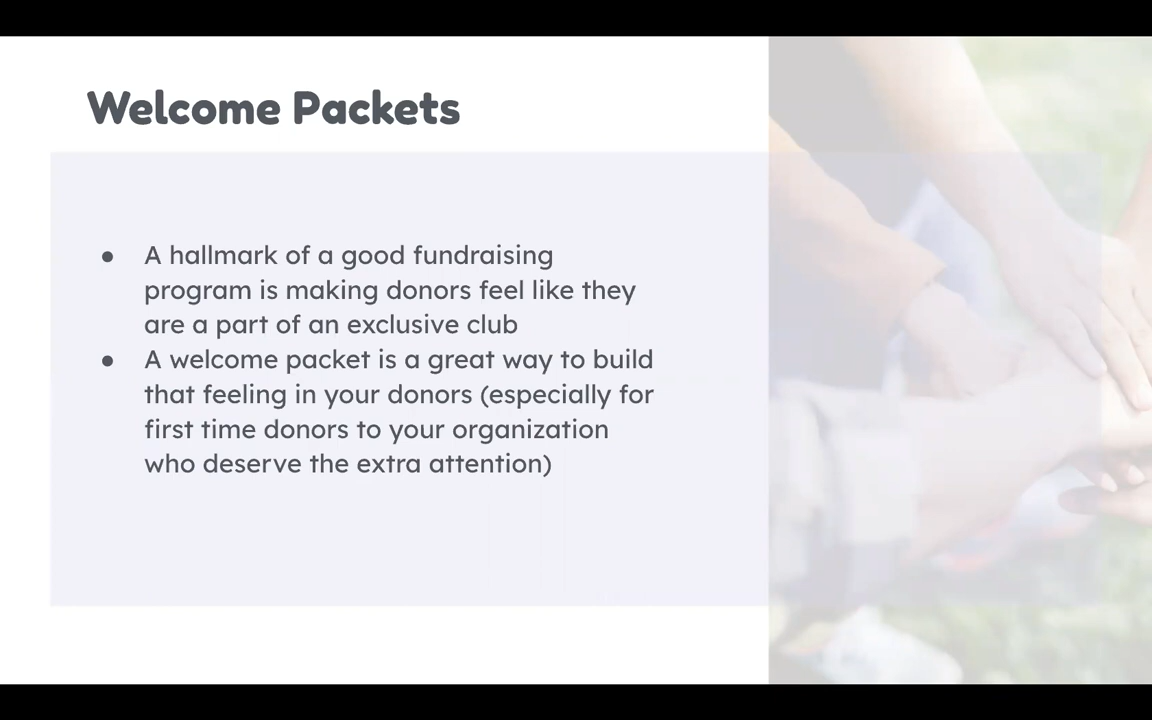 Welcome Packets
● A hallmark of a good fundraising
program is making donors feel like they
are a part of an exclusive club
● A welcome packet is a great way to build
that feeling in your donors (especially for
first time donors to your organization
who deserve the extra attention)